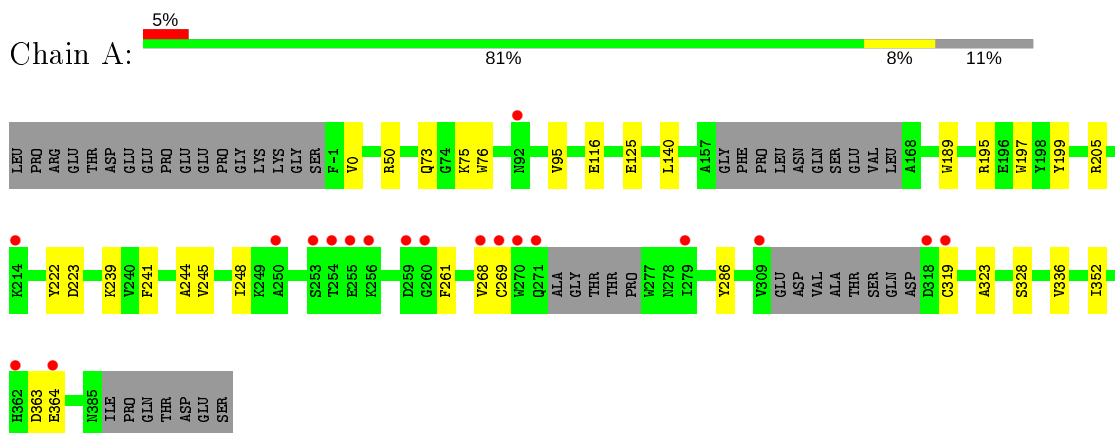 5%
Chain A:
81% 8% 11%
LEU PRO ARG GLU THR ASP GLU GLU PRO GLU GLU PRO GLY LYS LYS GLY SER F-1 V0 R50 Q73 G74 K75 W76 N92 V95 E116 E125 L140 A157 GLY PHE PRO LEU ASN GLN SER GLU VAL LEU A168 W189 R195 E196 W197 Y198 Y199 R205
K214 Y222 D223 K239 V240 F241 A244 V245 I248 K249 A250 S253 T254 E255 K256 D259 G260 F261 V268 C269 W270 Q271 ALA GLY THR THR PRO W277 N278 I279 Y286 V309 GLU ASP VAL ALA THR SER GLN ASP D318 C319 A323 S328 V336 I352
H362 D363 E364 N385 ILE PRO GLN THR ASP GLU SER